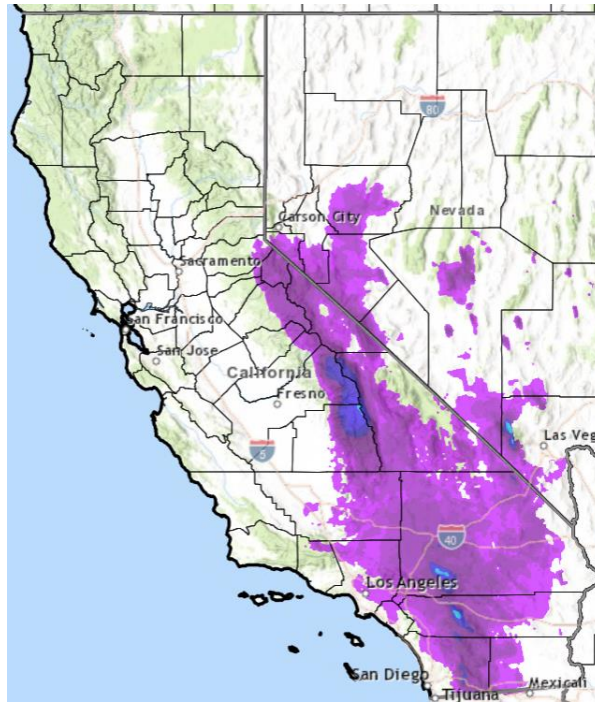 80
Carson City
Nevada
Sacramento
San Francisco
San Jose
California
Fresno
5
Las Veg
40
Los Angeles
San Diego
Mexicali
Tijuana